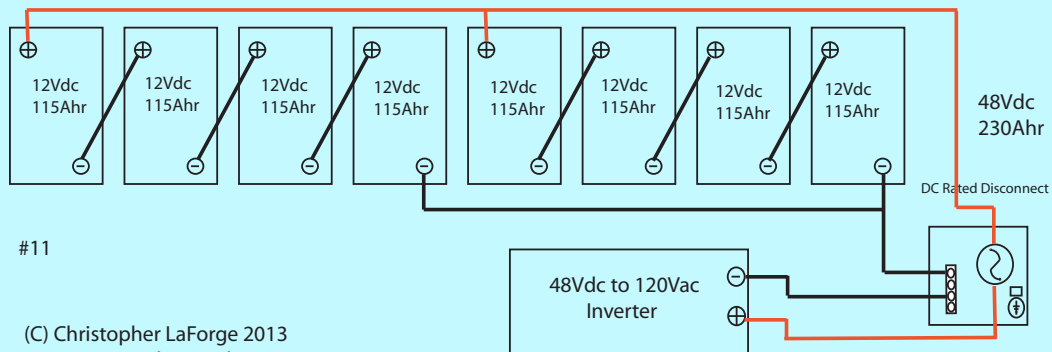 12Vdc
115Ahr
12Vdc
115Ahr
12Vdc
115Ahr
12Vdc
115Ahr
12Vdc
115Ahr
12Vdc
115Ahr
12Vdc
115Ahr
12Vdc
115Ahr
48Vdc
230Ahr
DC Rated Disconnect
#11
48Vdc to 120Vac
Inverter
(C) Christopher LaForge 2013